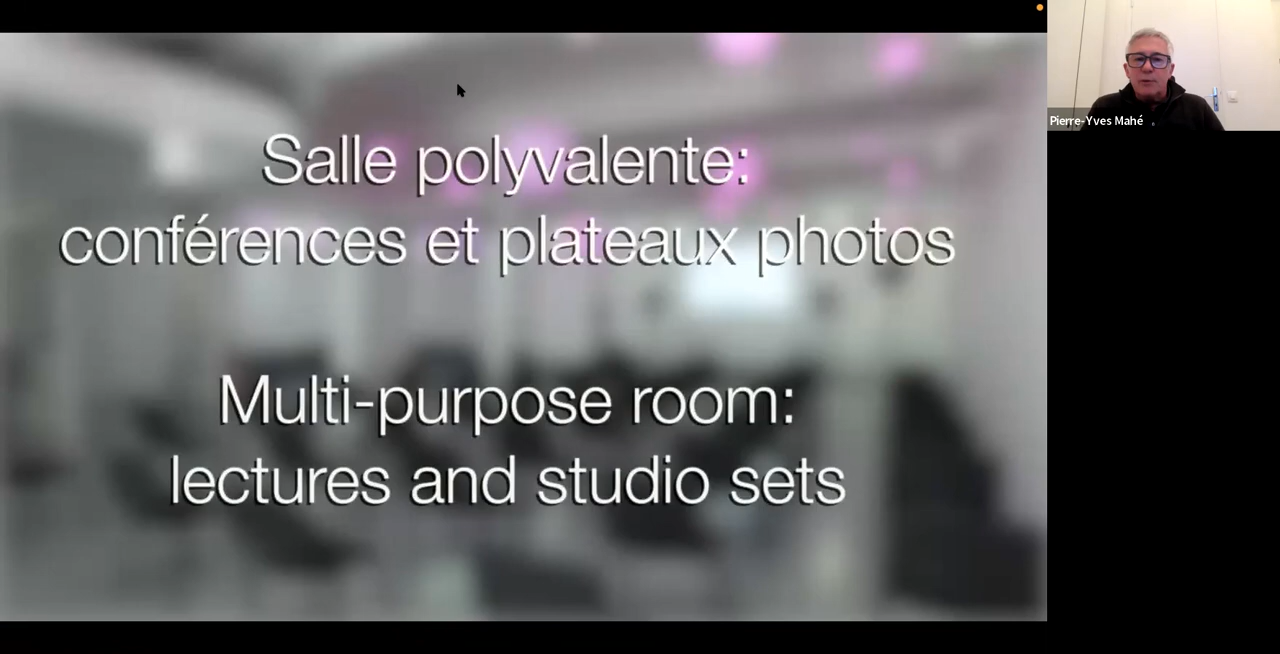 Salle polyvalente:
conférences et plateaux photos
Multi-purpose room:
lectures and studio sets
Pierre-Yves Mahé